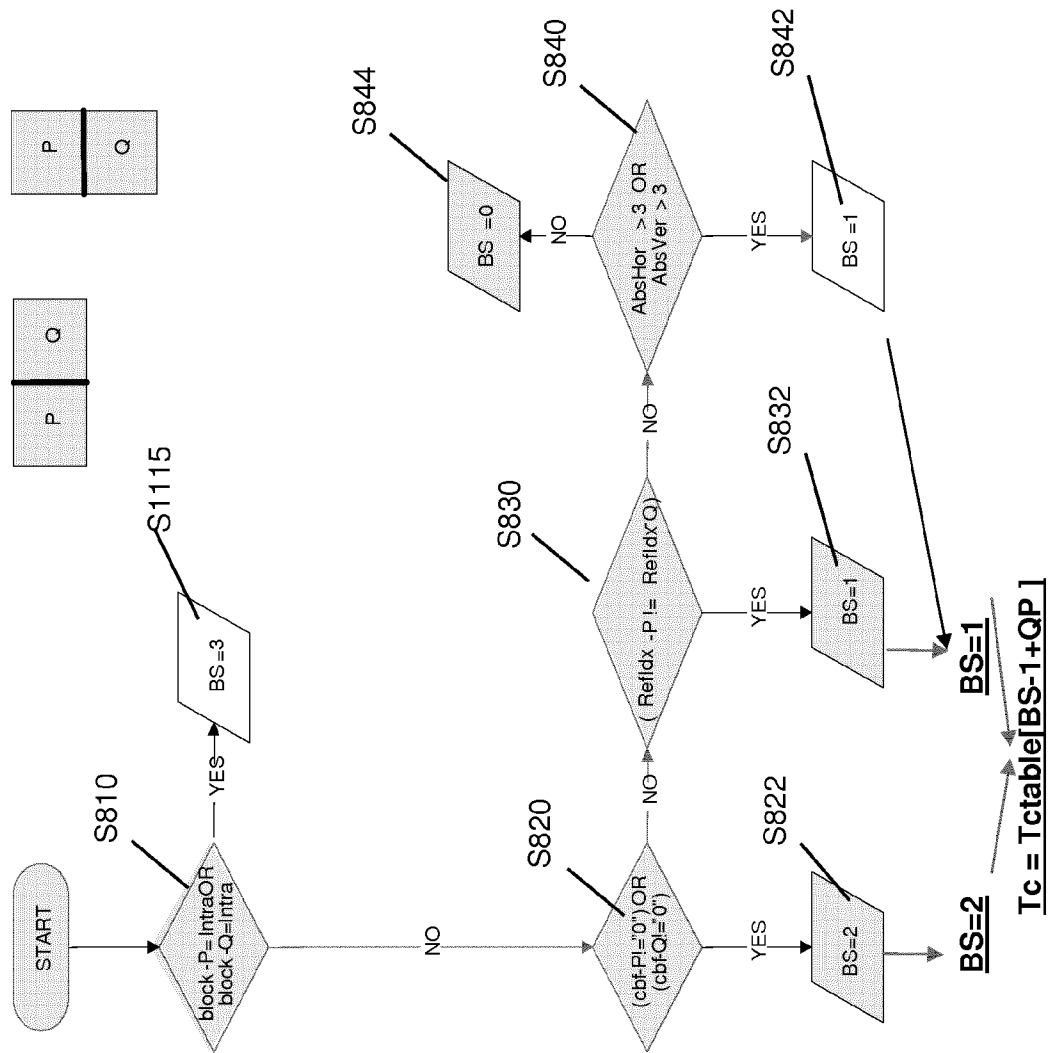 START
S810
block-P=IntraOR
block-Q=Intra
YES
BS=3
S1115
P
Q
P
Q
NO
S820
(cbf-P!="0") OR
(cbf-Q!="0")
NO
S830
( RefIdx -P != RefIdx Q)
NO
S840
AbsHor >3 OR
AbsVer >3
NO
BS =0
S844
YES
S822
BS=2
YES
S832
BS=1
YES
S842
BS =1
BS=2
BS=1
Tc = Tctable[BS-1+QP ]